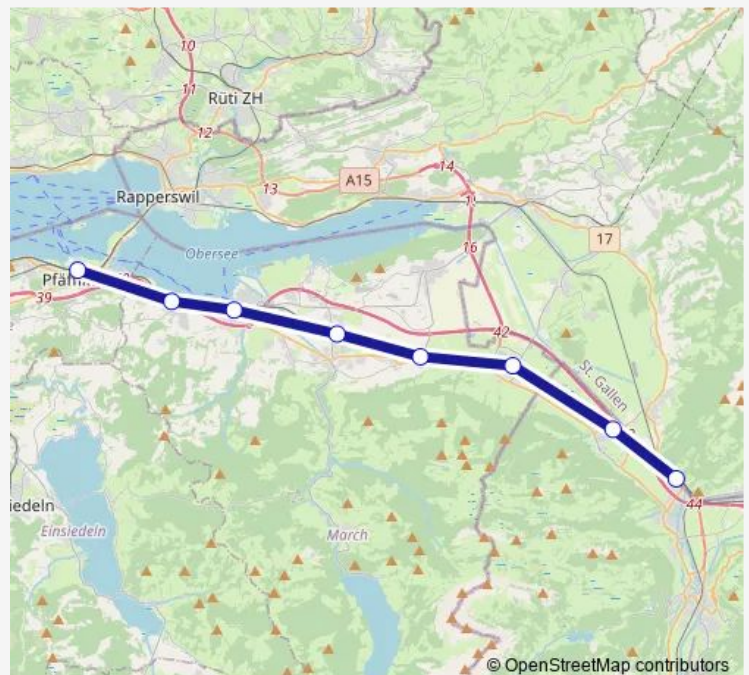 10
11
Rüti ZH
12
A15
13
14
15
Rapperswil
16
17
Obersee
39
42
St. Gallen
iedeln
Einsiedeln
March
44
© OpenStreetMap contributors